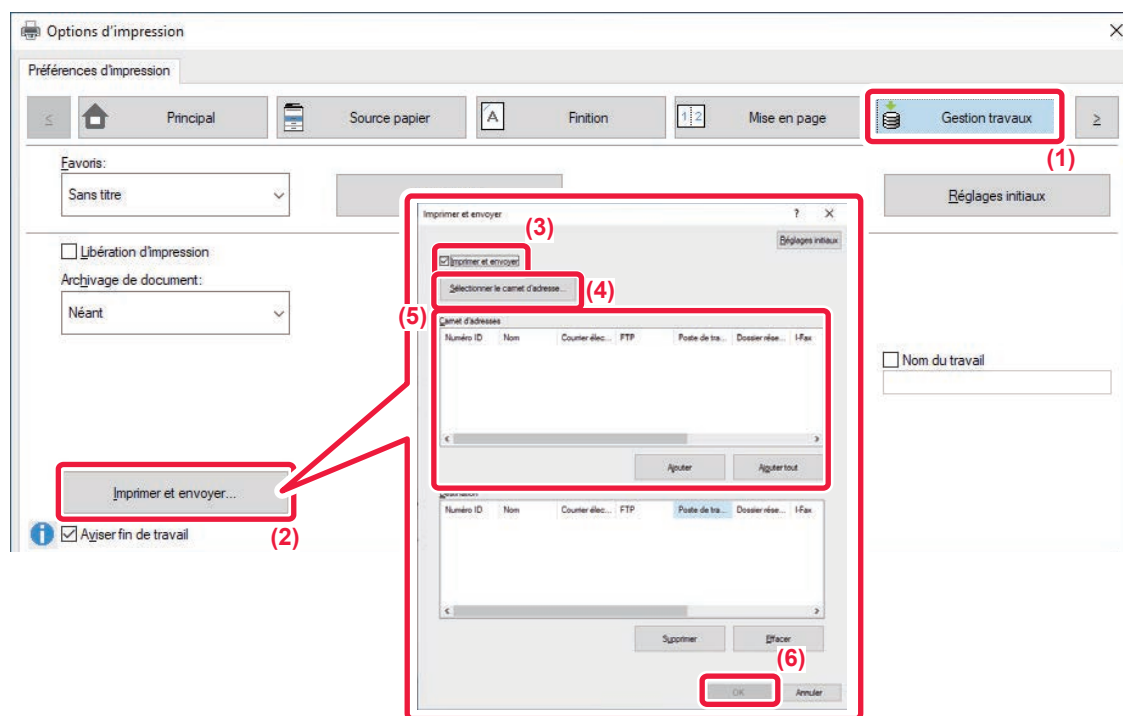 Options d'impression
Préférences d'impression
Principal
Source papier
Finition
Mise en page
Gestion travaux
(1)
Favoris:
Sans titre
Réglages initiaux
Libération d'impression
Archivage de document:
Néant
Nom du travail
Imprimer et envoyer...
(2)
Aviser fin de travail
Imprimer et envoyer
? X
(3)
Réglages initiaux
Imprimer et envoyer
Sélectionner le carnet d'adresse...
(4)
(5)
Carnet d'adresses
Numéro ID Nom Courrier élec... FTP Poste de tra... Dossier rése... I-Fax
Ajouter Ajouter tout
Destination
Numéro ID Nom Courrier élec... FTP Poste de tra... Dossier rése... I-Fax
Supprimer Effacer
(6)
OK Annuler